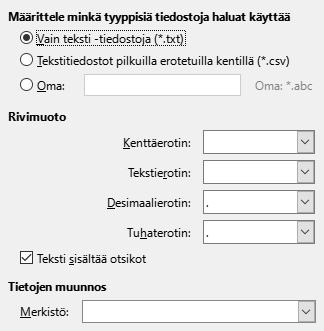 Määrittele minkä tyyppisiä tiedostoja haluat käyttää
Vain teksti -tiedostoja (*.txt)
Tekstitiedostot pilkuilla erotetuilla kentillä (*.csv)
Oma: Oma: *.abc
Rivimuoto
Kenttäerotin:
Tekstierotin:
Desimaalierotin: .
Tuhaterotin: .
Teksti sisältää otsikot
Tietojen muunnos
Merkistö: